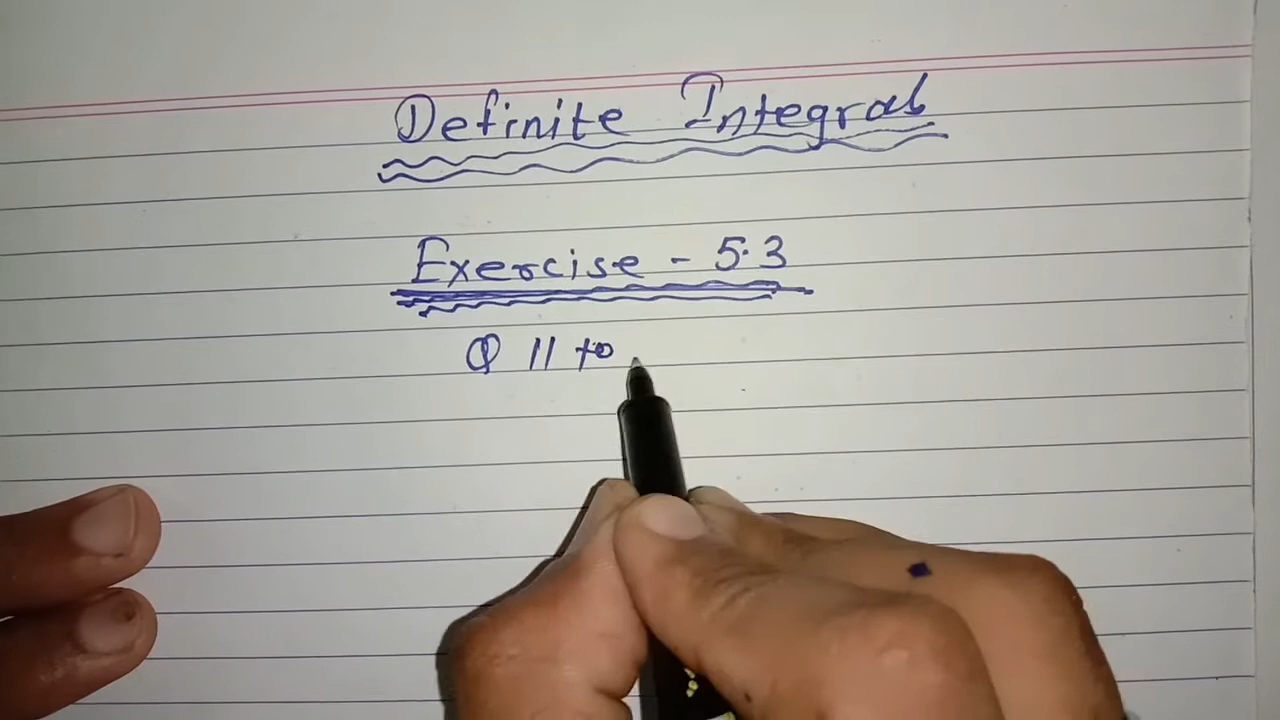 Definite Integral
Exercise - 5.3
Q 11 to